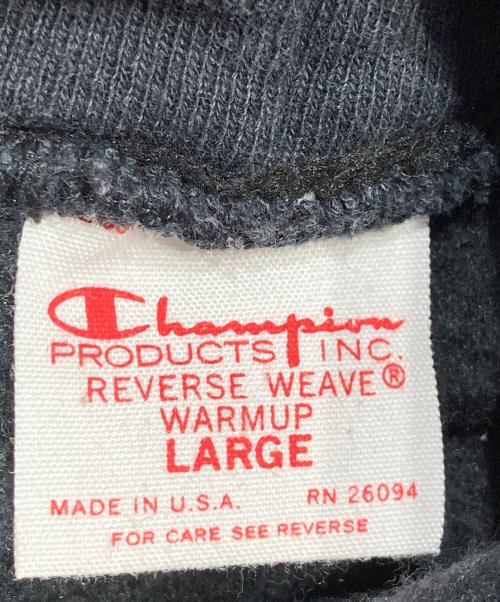 Champion
PRODUCTS INC.
REVERSE WEAVE®
WARMUP
LARGE
MADE IN U.S.A. RN 26094
FOR CARE SEE REVERSE